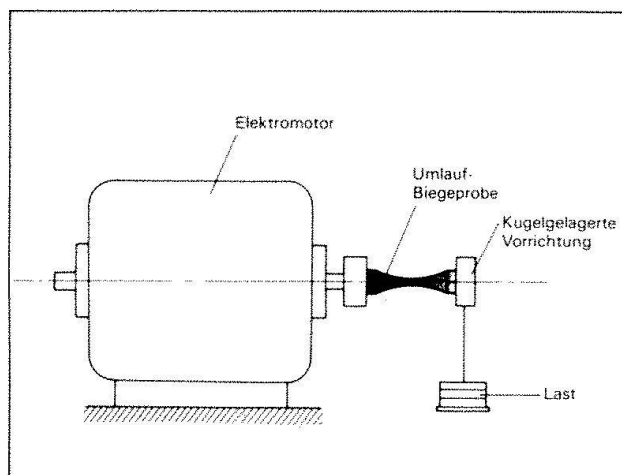 Elektromotor
Umlauf-
Biegeprobe
Kugelgelagerte
Vorrichtung
Last